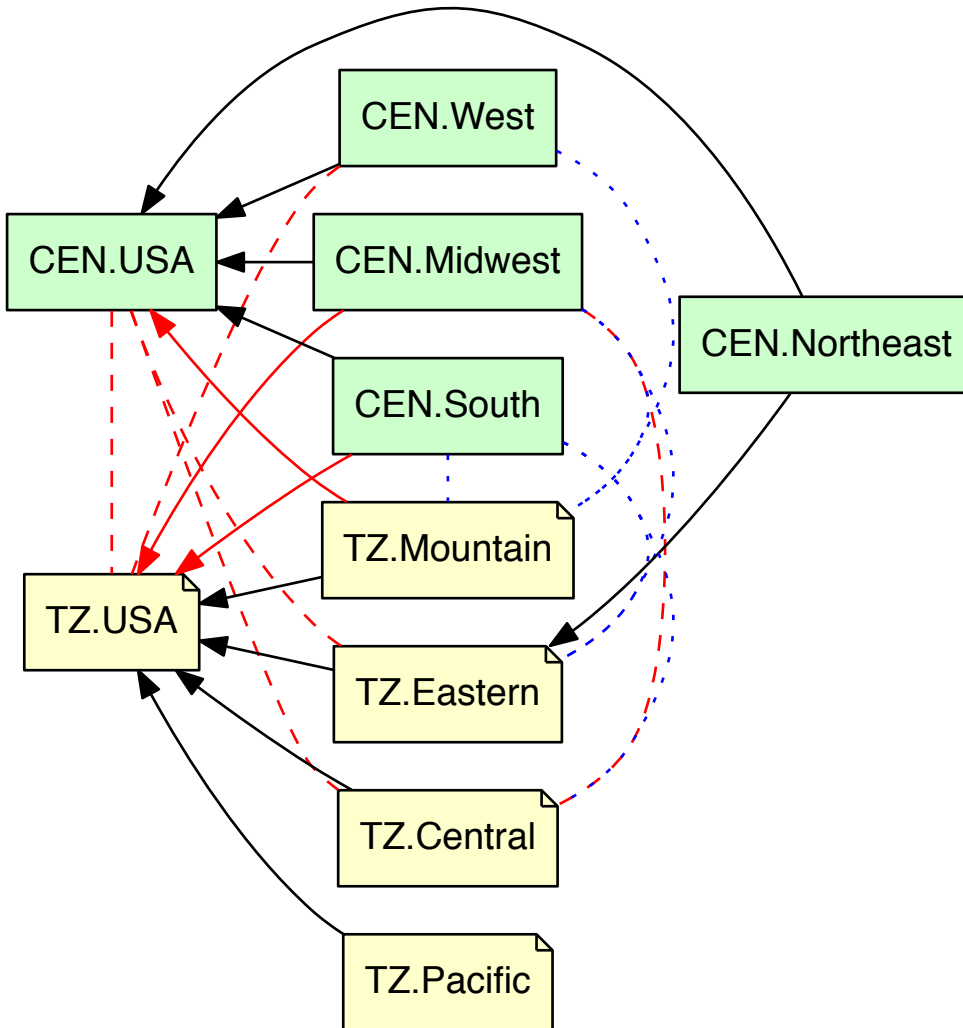 CEN.West
CEN.USA
CEN.Midwest
CEN.Northeast
CEN.South
TZ.Mountain
TZ.USA
TZ.Eastern
TZ.Central
TZ.Pacific